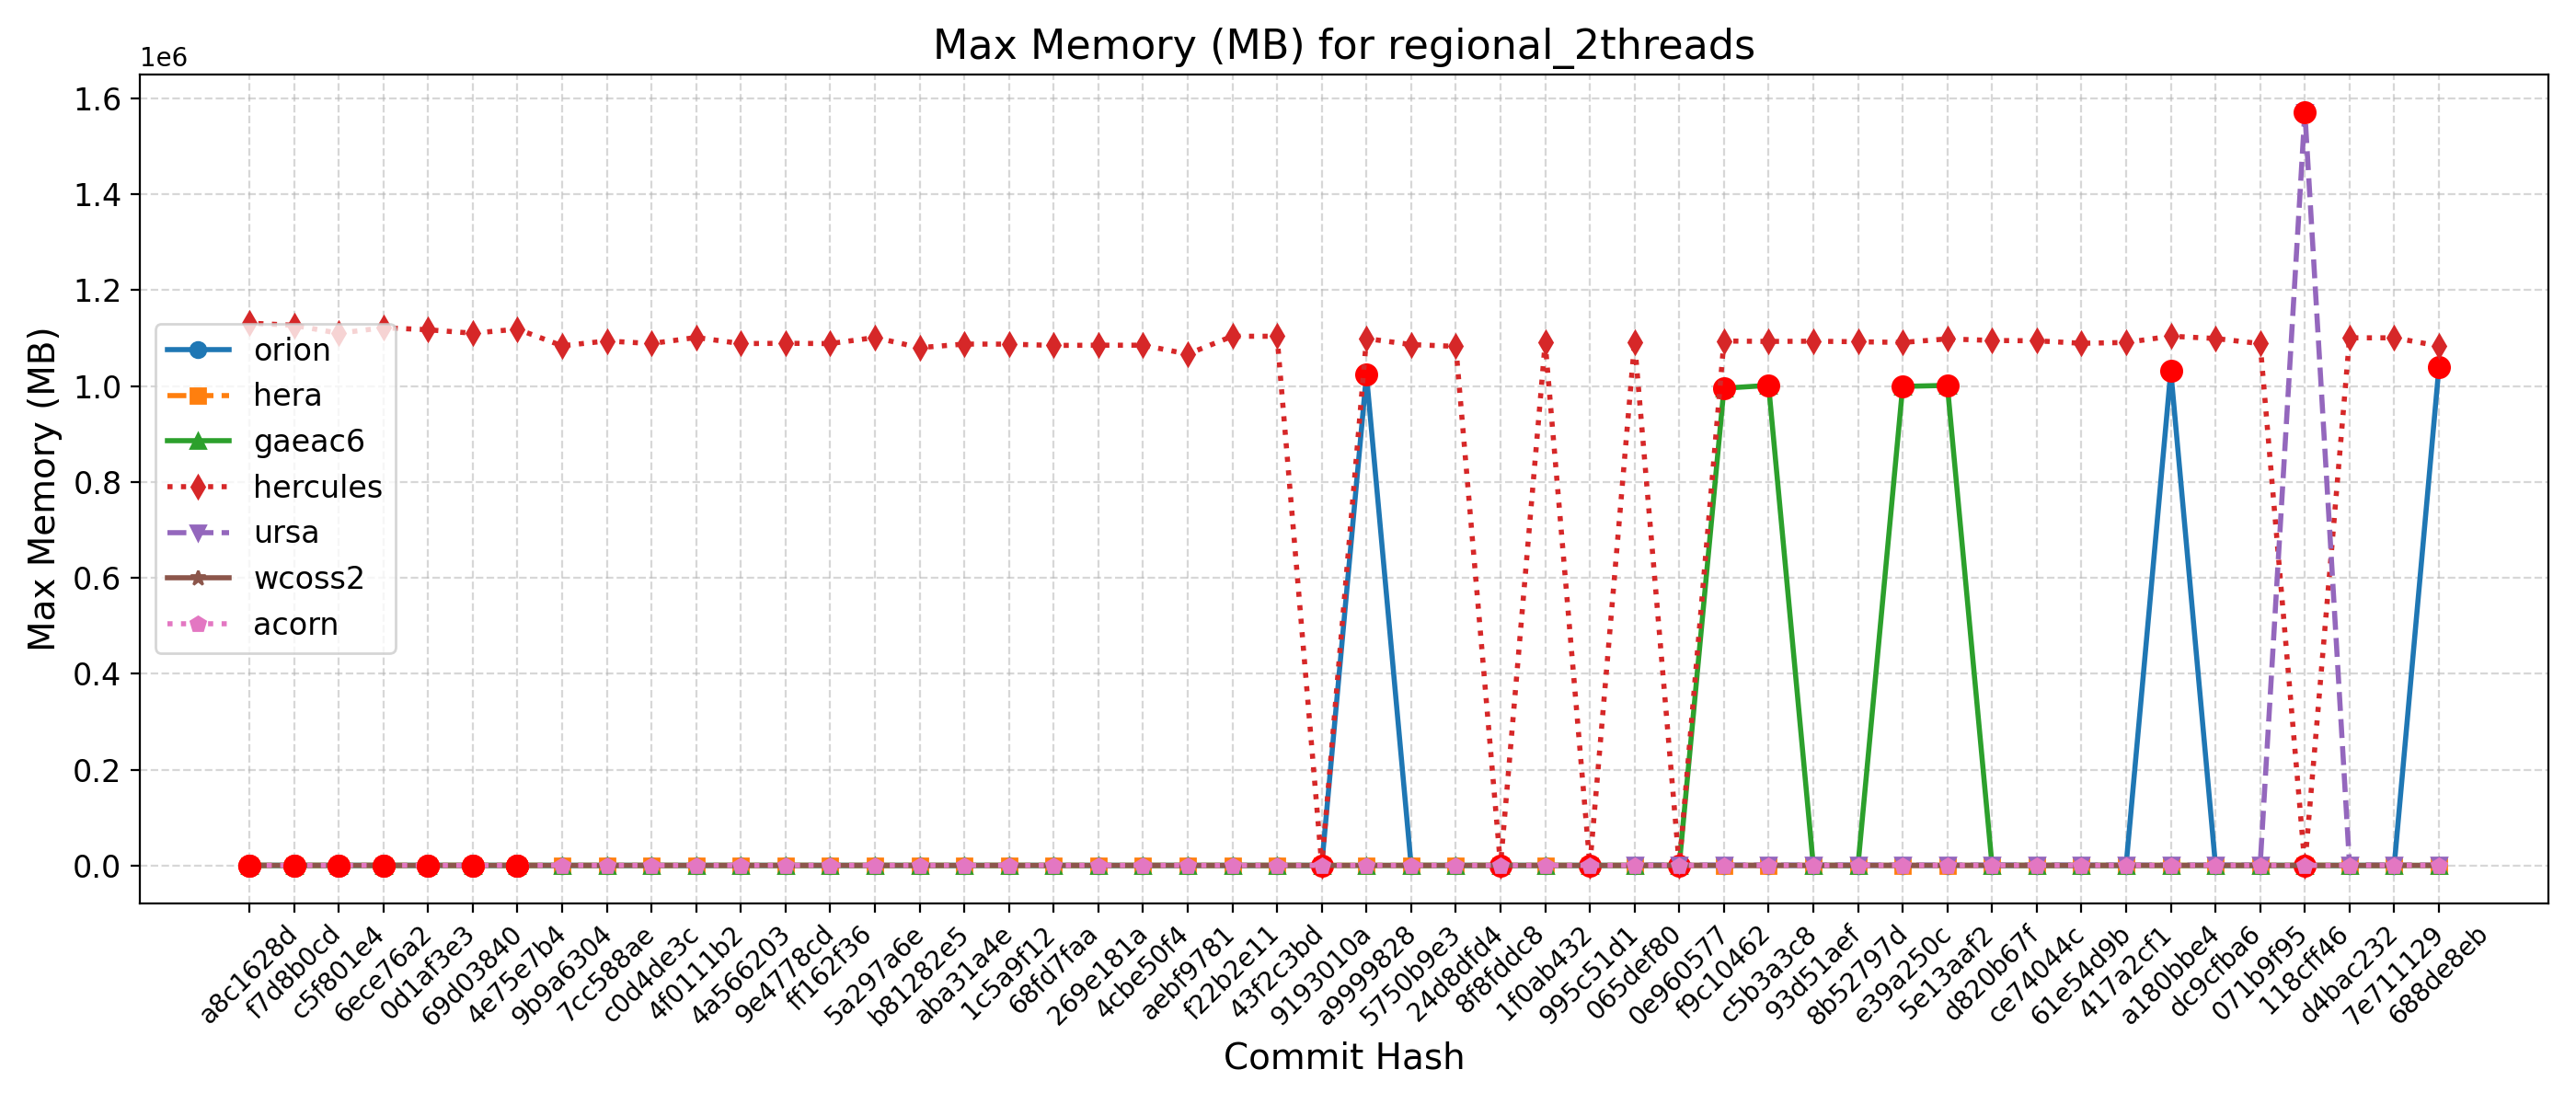 Max Memory (MB) for regional_2threads
1e6
1.6
1.4
1.2
1.0
0.8
0.6
0.4
0.2
0.0
Max Memory (MB)
orion
hera
gaeac6
hercules
ursa
wcoss2
acorn
a8c1628d
f7d8b0cd
c5f801e4
6ece76a2
0d1af3e3
69d03840
4e75e7b4
9b9a6304
7cc588ae
c0d4de3c
4f0111b2
4a566203
9e4778cd
ff162f36
5a297a6e
b81282e5
aba31a4e
1c5a9f12
68fd7faa
269e181a
4cbe50f4
aebf9781
f22b2e11
43f2c3bd
9193010a
a9999828
5750b9e3
24d8dfd4
8f8fddc8
1f0ab432
995c51d1
065def80
0e960577
f9c10462
c5b3a3c8
93d51aef
8b52797d
e39a250c
5e13aaf2
d820b67f
ce74044c
61e54d9b
417a2cf1
a180bbe4
dc9cfba6
071b9f95
118cff46
d4bac232
7e711129
688de8eb
Commit Hash